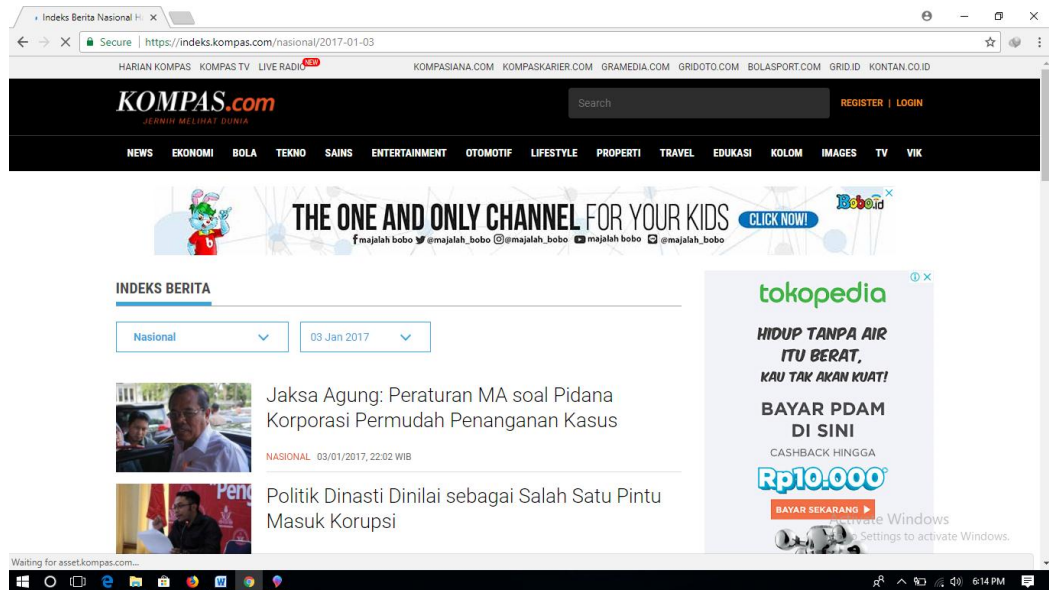 Indeks Berita Nasional H
Secure https://indeks.kompas.com/nasional/2017-01-03
HARIAN KOMPAS KOMPAS TV LIVE RADIO NEW KOMPASIANA.COM KOMPASKARIER.COM GRAMEDIA.COM GRIDOTO.COM BOLASPORT.COM GRID.ID KONTAN.CO.ID
KOMPAS.com
JERNIH MELIHAT DUNIA
Search
REGISTER | LOGIN
NEWS EKONOMI BOLA TEKNO SAINS ENTERTAINMENT OTOMOTIF LIFESTYLE PROPERTI TRAVEL EDUKASI KOLOM IMAGES TV VIK
THE ONE AND ONLY CHANNEL FOR YOUR KIDS CLICK NOW!
Bobo.id
majalah bobo @majalah_bobo @majalah_bobo majalah bobo @majalah_bobo
INDEKS BERITA
Nasional
03 Jan 2017
Jaksa Agung: Peraturan MA soal Pidana
Korporasi Permudah Penanganan Kasus
NASIONAL 03/01/2017, 22:02 WIB
Peng
Politik Dinasti Dinilai sebagai Salah Satu Pintu
Masuk Korupsi
tokopedia
HIDUP TANPA AIR
ITU BERAT,
KAU TAK AKAN KUAT!
BAYAR PDAM
DI SINI
CASHBACK HINGGA
Rp10.000
BAYAR SEKARANG
Activate Windows
Settings to activate Windows.
Waiting for asset.kompas.com...
6:14 PM